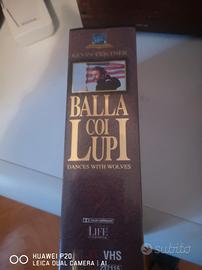 KEVIN COSTNER
BALLA
COI
LUPI
DANCES WITH WOLVES
LIFE
VHS
HUAWEI P20
LEICA DUAL CAMERA | AI
subito